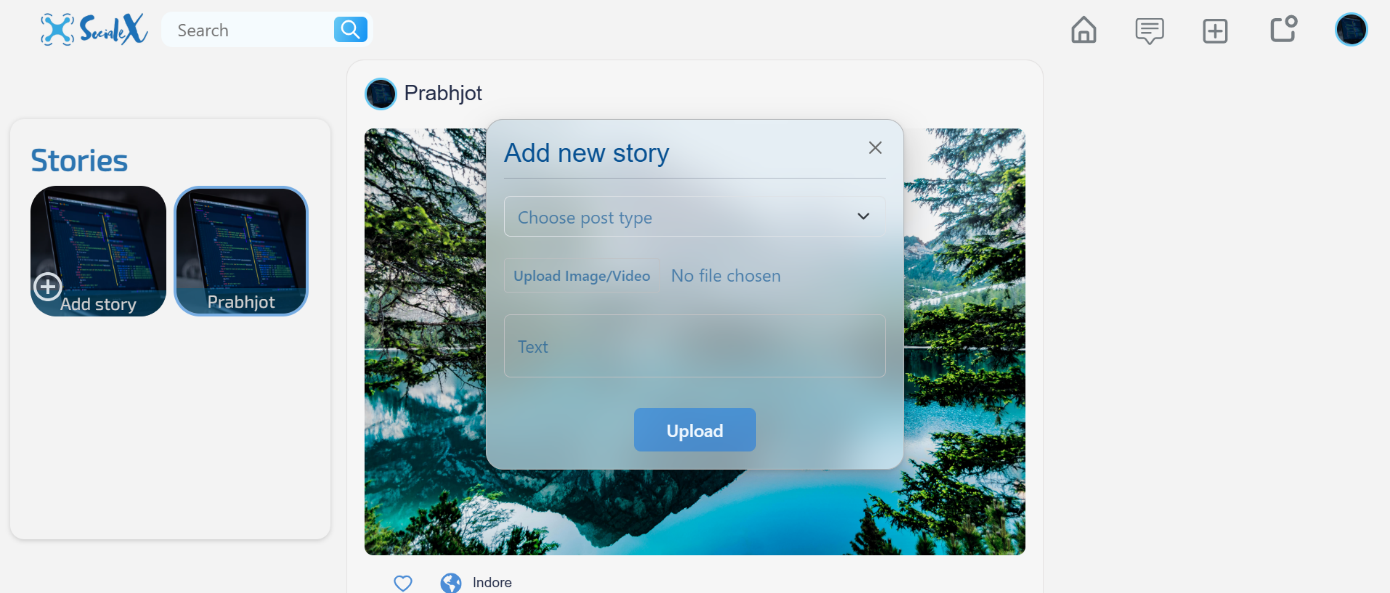 SocialeX
Search
Prabhjot
Stories
Add story
Prabhjot
Add new story
Choose post type
Upload Image/Video No file chosen
Text
Upload
Indore